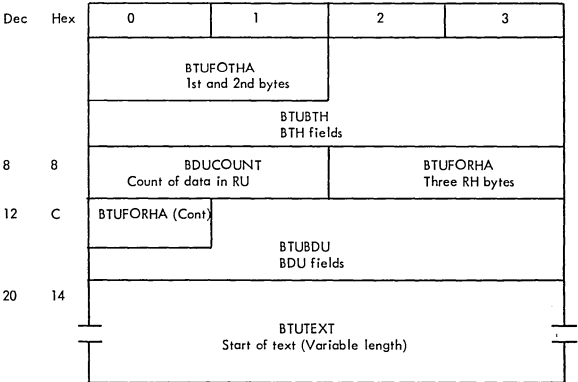 Dec Hex 0 1 2 3
BTUFOTHA
1st and 2nd bytes
BTUBTH
BTH fields
8 8 BDUCOUNT BTUFORHA
Count of data in RU Three RH bytes
12 C BTUFORHA (Cont)
BTUBDU
BDU fields
20 14
BTUTEXT
Start of text (Variable length)